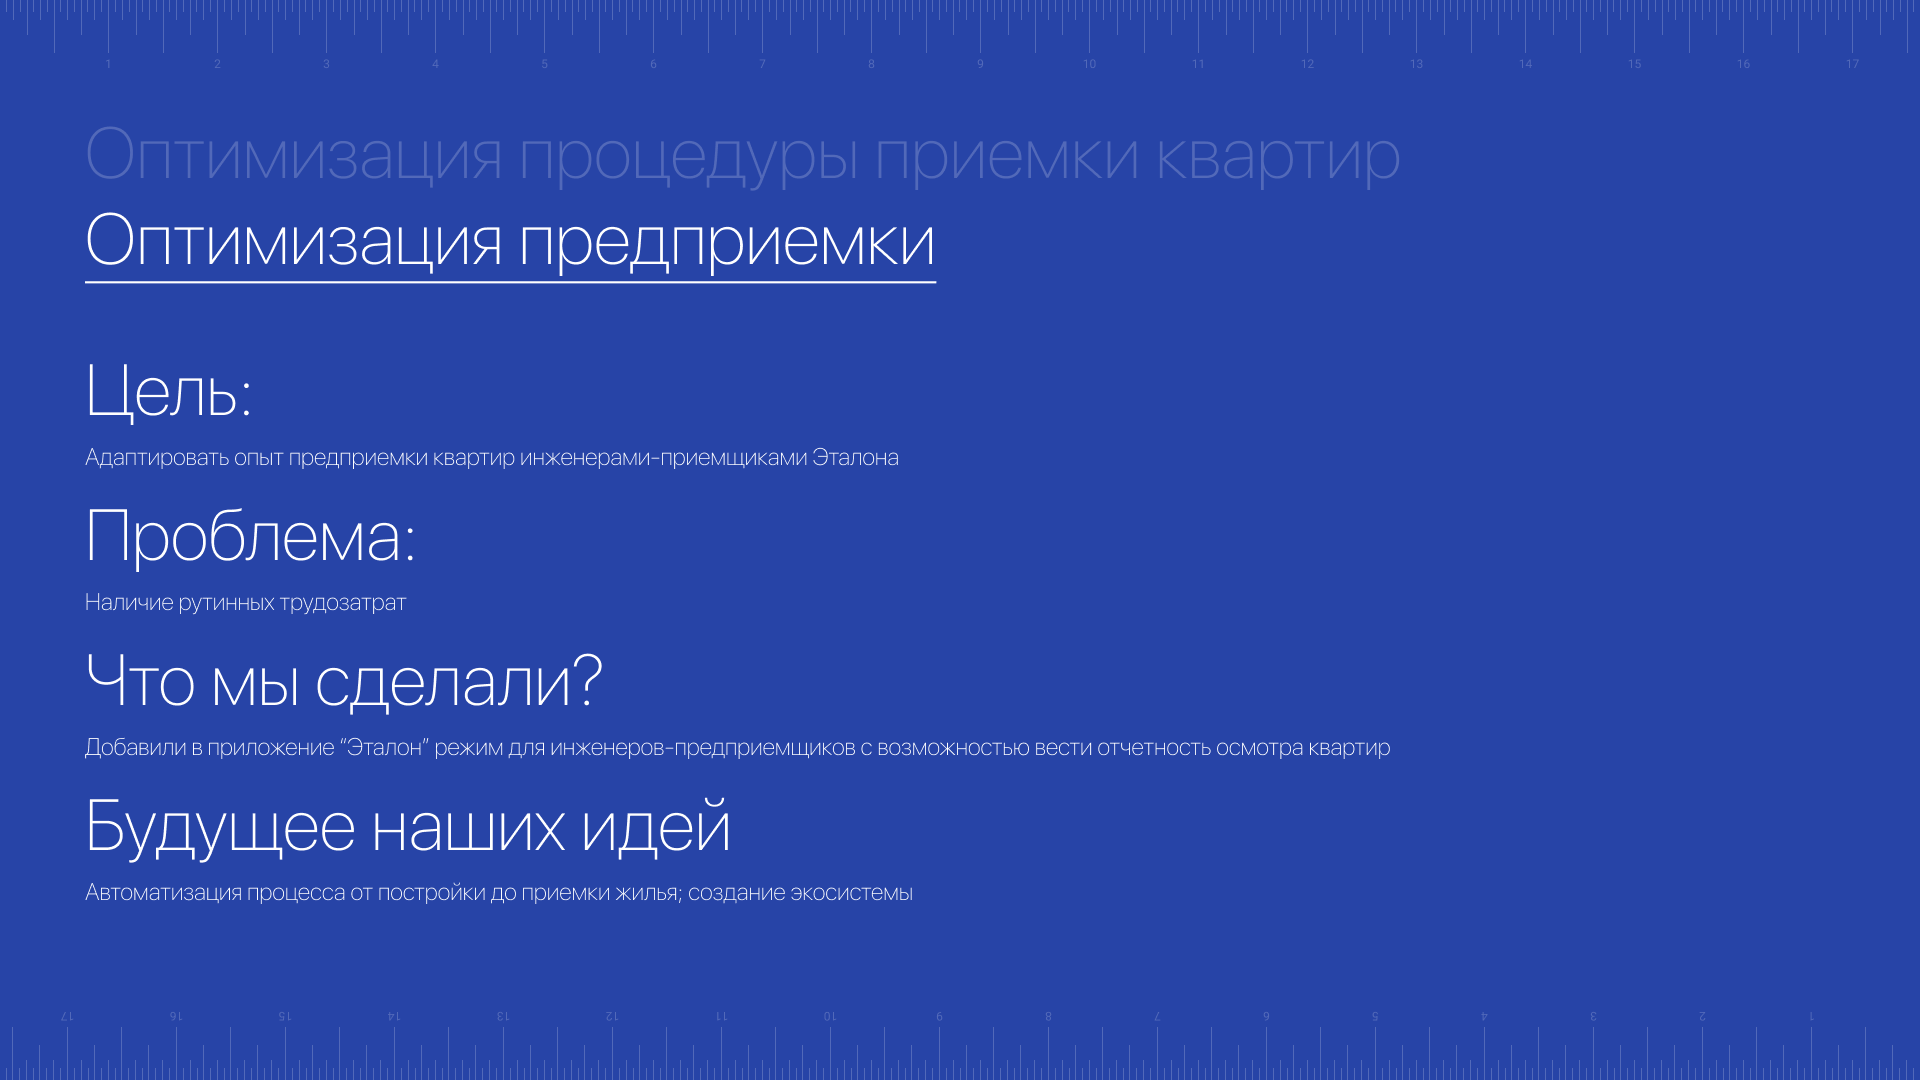 1 2 3 4 5 6 7 8 9 10 11 12 13 14 15 16 17
Оптимизация процедуры приемки квартир
Оптимизация предприемки
Цель:
Адаптировать опыт предприемки квартир инженерами-приемщиками Эталона
Проблема:
Наличие рутинных трудозатрат
Что мы сделали?
Добавили в приложение “Эталон” режим для инженеров-предприемщиков с возможностью вести отчетность осмотра квартир
Будущее наших идей
Автоматизация процесса от постройки до приемки жилья; создание экосистемы
17 16 15 14 13 12 11 10 9 8 7 6 5 4 3 2 1